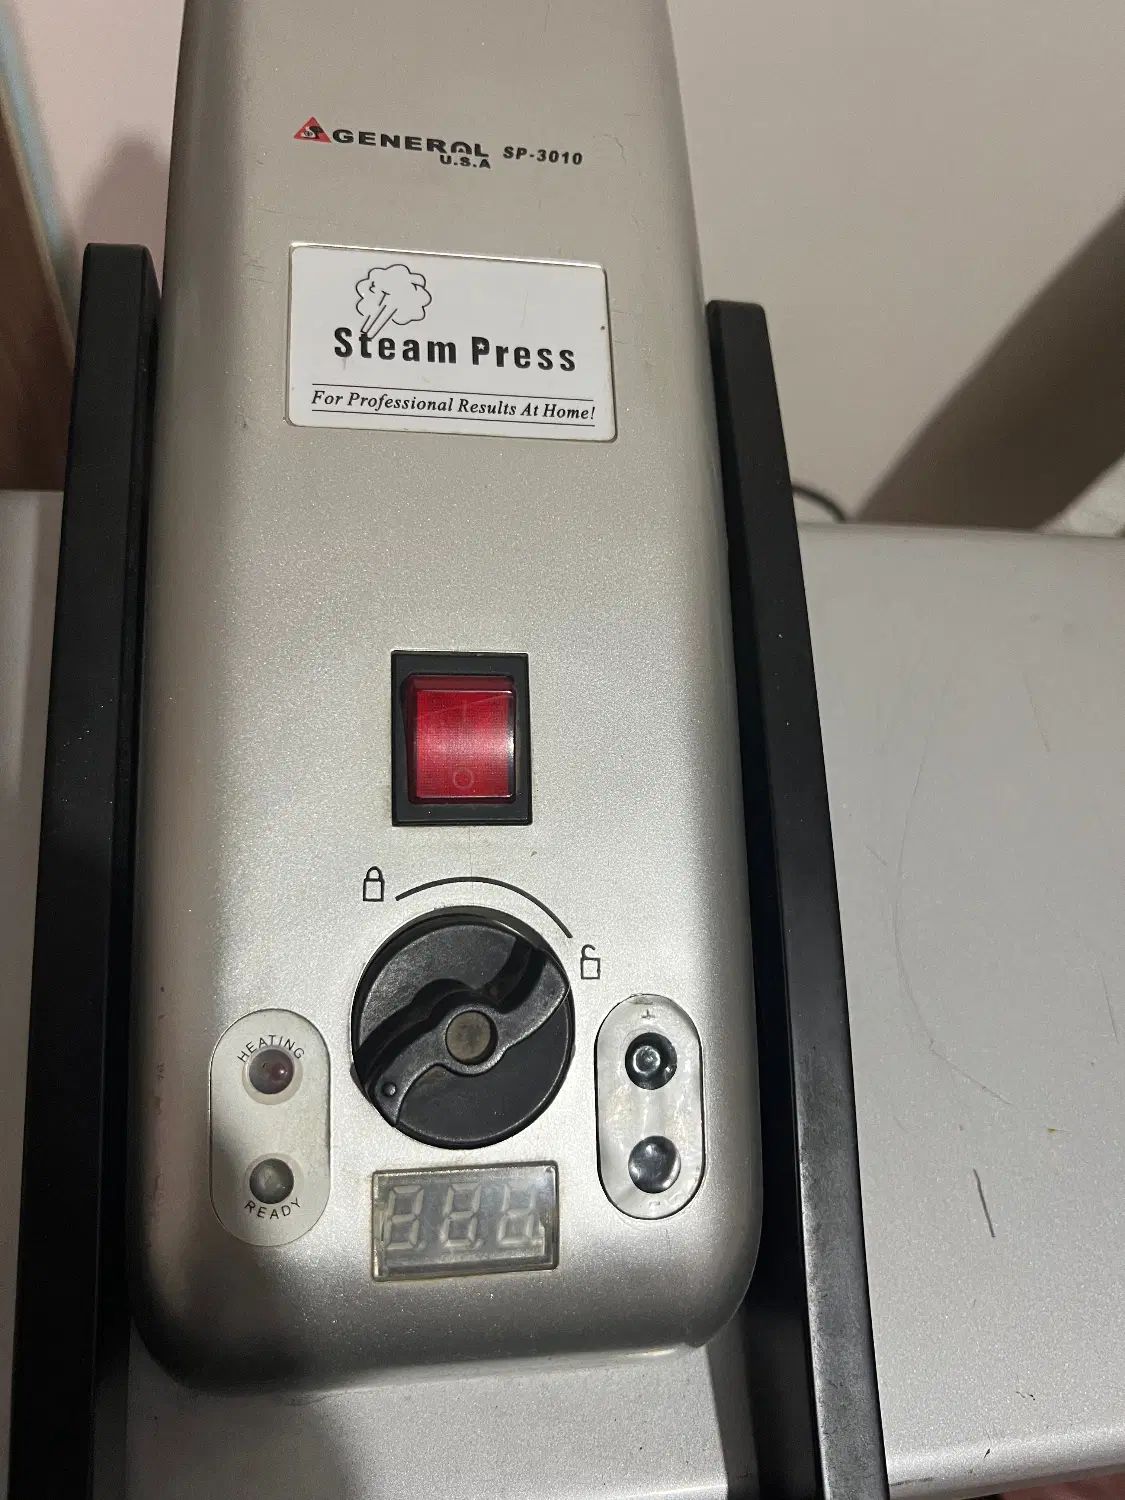 GENERAL SP-3010
U.S.A
Steam Press
For Professional Results At Home!
HEATING
READY
+
-